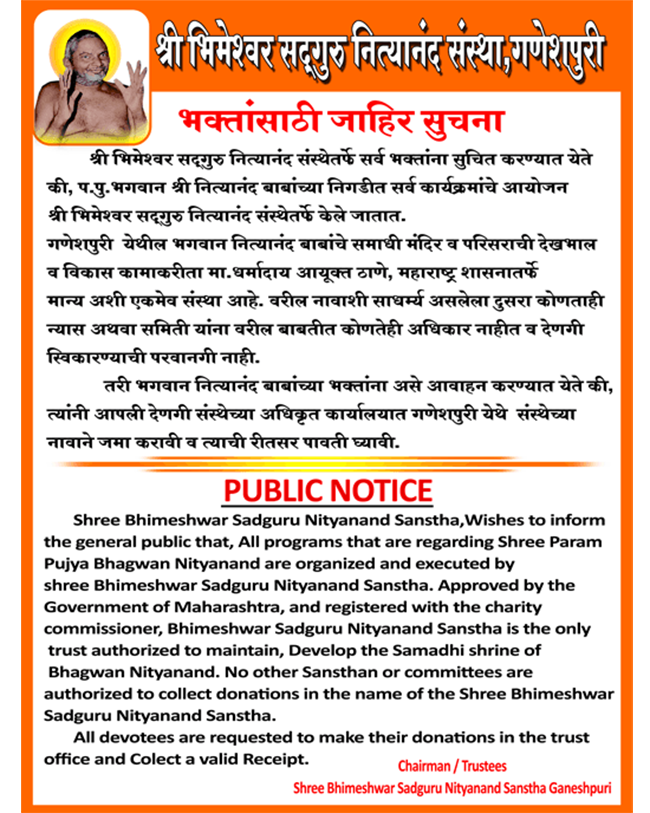 श्री भिमेश्वर सद्गुरु नित्यानंद संस्था,गणेशपुरी
भक्तांसाठी जाहिर सुचना
श्री भिमेश्वर सद्गुरु नित्यानंद संस्थेतर्फे सर्व भक्तांना सुचित करण्यात येते
की, प.पु.भगवान श्री नित्यानंद बाबांच्या निगडीत सर्व कार्यक्रमांचे आयोजन
श्री भिमेश्वर सद्गुरु नित्यानंद संस्थेतर्फे केले जातात.
गणेशपुरी येथील भगवान नित्यानंद बाबांचे समाधी मंदिर व परिसराची देखभाल
व विकास कामाकरीता मा.धर्मादाय आयूक्त ठाणे, महाराष्ट्र शासनातर्फे
मान्य अशी एकमेव संस्था आहे. वरील नावाशी साधर्म्य असलेला दुसरा कोणताही
न्यास अथवा समिती यांना वरील बाबतीत कोणतेही अधिकार नाहीत व देणगी
स्विकारण्याची परवानगी नाही.
तरी भगवान नित्यानंद बाबांच्या भक्तांना असे आवाहन करण्यात येते की,
त्यांनी आपली देणगी संस्थेच्या अधिकृत कार्यालयात गणेशपुरी येथे संस्थेच्या
नावाने जमा करावी व त्याची रीतसर पावती घ्यावी.
PUBLIC NOTICE
Shree Bhimeshwar Sadguru Nityanand Sanstha,Wishes to inform
the general public that, All programs that are regarding Shree Param
Pujya Bhagwan Nityanand are organized and executed by
shree Bhimeshwar Sadguru Nityanand Sanstha. Approved by the
Government of Maharashtra, and registered with the charity
commissioner, Bhimeshwar Sadguru Nityanand Sanstha is the only
trust authorized to maintain, Develop the Samadhi shrine of
Bhagwan Nityanand. No other Sansthan or committees are
authorized to collect donations in the name of the Shree Bhimeshwar
Sadguru Nityanand Sanstha.
All devotees are requested to make their donations in the trust
office and Colect a valid Receipt.
Chairman / Trustees
Shree Bhimeshwar Sadguru Nityanand Sanstha Ganeshpuri